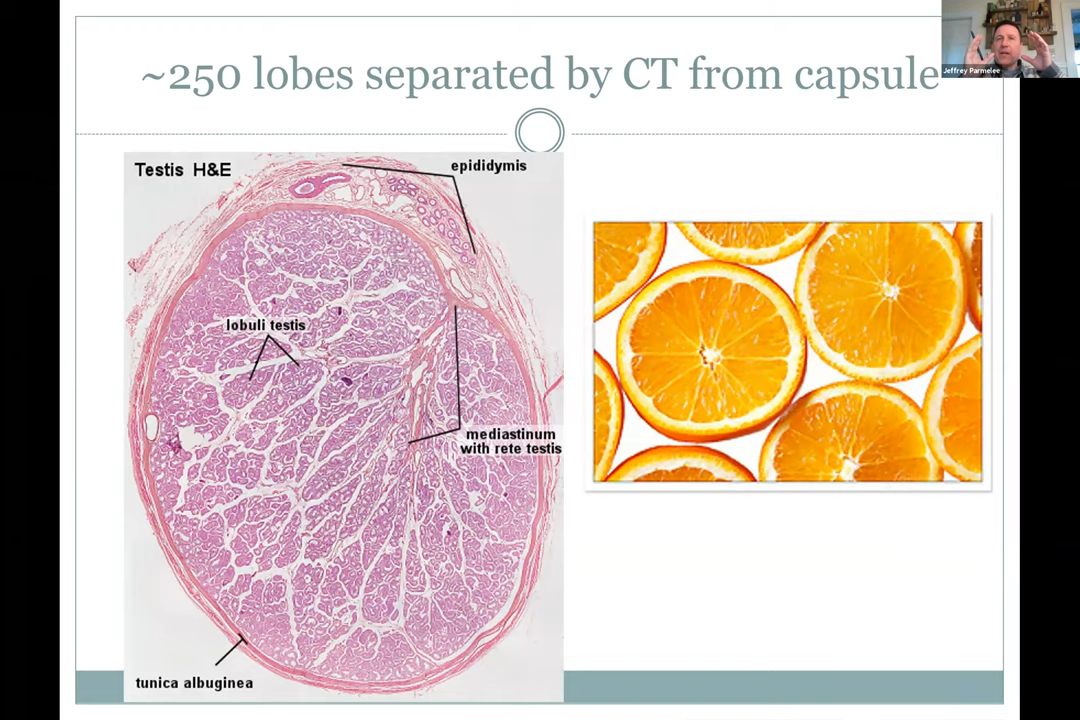 ~250 lobes separated by CT from capsule
Jeffrey Parmelee
Testis H&E
epididymis
lobuli testis
mediastinum
with rete testis
tunica albuginea